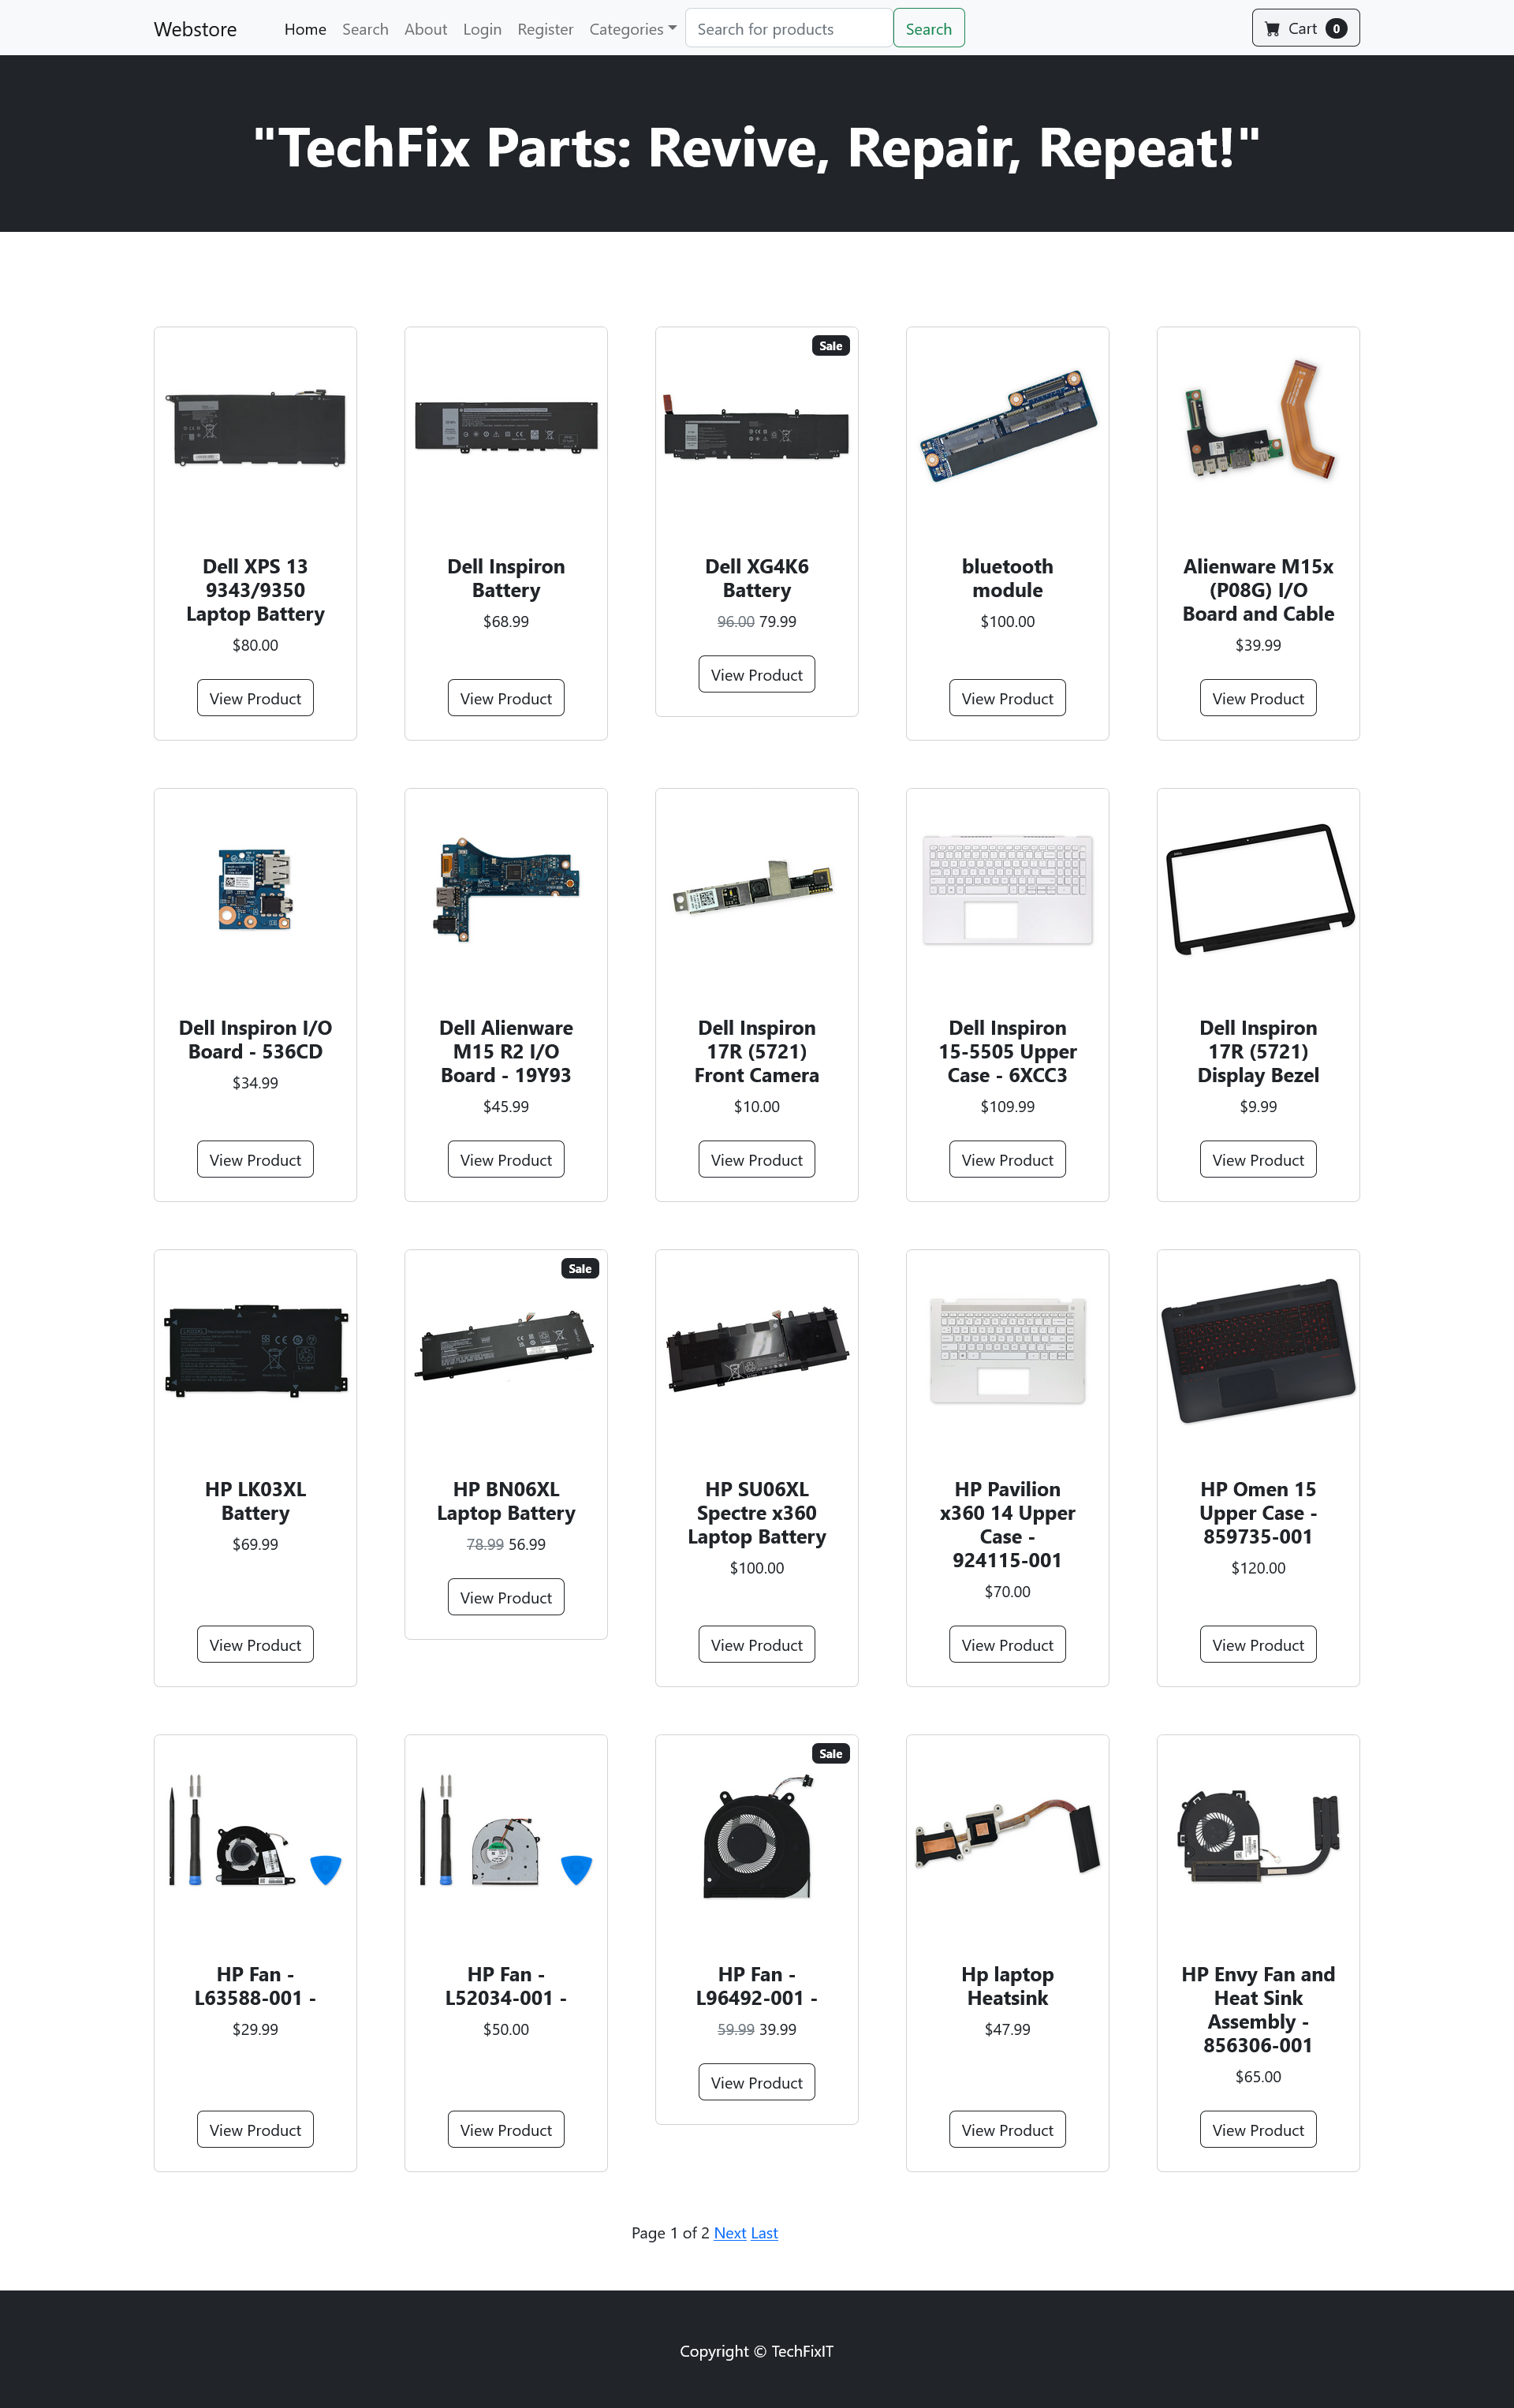 Webstore Home Search About Login Register Categories Search for products Search Cart 0
"TechFix Parts: Revive, Repair, Repeat!"
Dell XPS 13
9343/9350
Laptop Battery
$80.00
View Product
Dell Inspiron
Battery
$68.99
View Product
Sale
Dell XG4K6
Battery
96.00 79.99
View Product
bluetooth
module
$100.00
View Product
Alienware M15x
(P08G) I/O
Board and Cable
$39.99
View Product
Dell Inspiron I/O
Board - 536CD
$34.99
View Product
Dell Alienware
M15 R2 I/O
Board - 19Y93
$45.99
View Product
Dell Inspiron
17R (5721)
Front Camera
$10.00
View Product
Dell Inspiron
15-5505 Upper
Case - 6XCC3
$109.99
View Product
Dell Inspiron
17R (5721)
Display Bezel
$9.99
View Product
HP LK03XL
Battery
$69.99
View Product
Sale
HP BN06XL
Laptop Battery
78.99 56.99
View Product
HP SU06XL
Spectre x360
Laptop Battery
$100.00
View Product
HP Pavilion
x360 14 Upper
Case -
924115-001
$70.00
View Product
HP Omen 15
Upper Case -
859735-001
$120.00
View Product
HP Fan -
L63588-001 -
$29.99
View Product
HP Fan -
L52034-001 -
$50.00
View Product
Sale
HP Fan -
L96492-001 -
59.99 39.99
View Product
Hp laptop
Heatsink
$47.99
View Product
HP Envy Fan and
Heat Sink
Assembly -
856306-001
$65.00
View Product
Page 1 of 2 Next Last
Copyright © TechFixIT